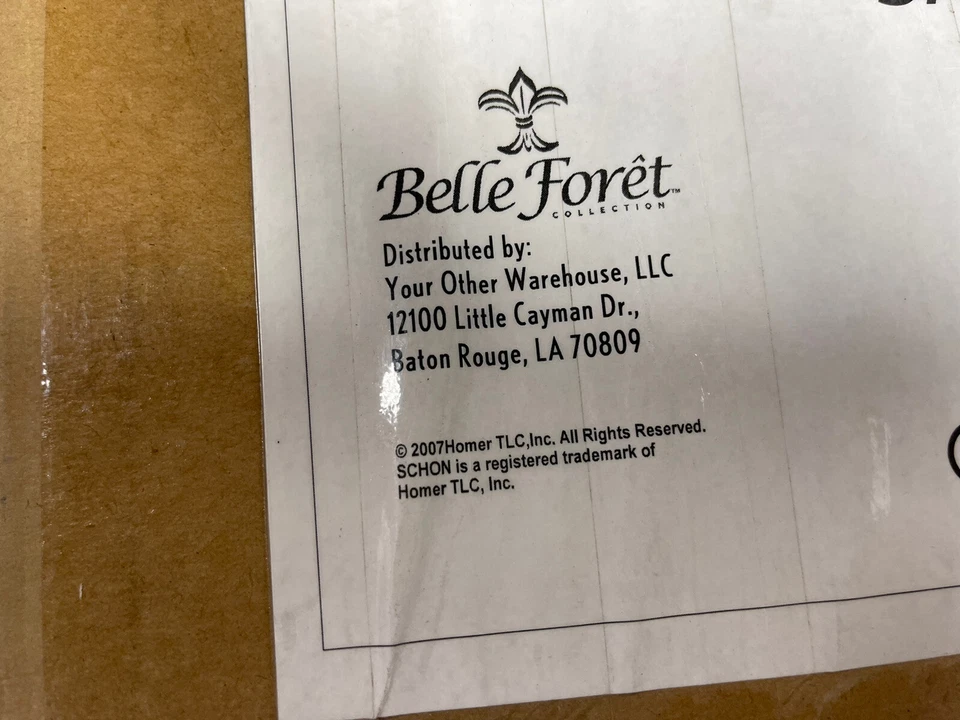 Belle Forêt™
COLLECTION
Distributed by:
Your Other Warehouse, LLC
12100 Little Cayman Dr.,
Baton Rouge, LA 70809
© 2007Homer TLC,Inc. All Rights Reserved.
SCHON is a registered trademark of
Homer TLC, Inc.